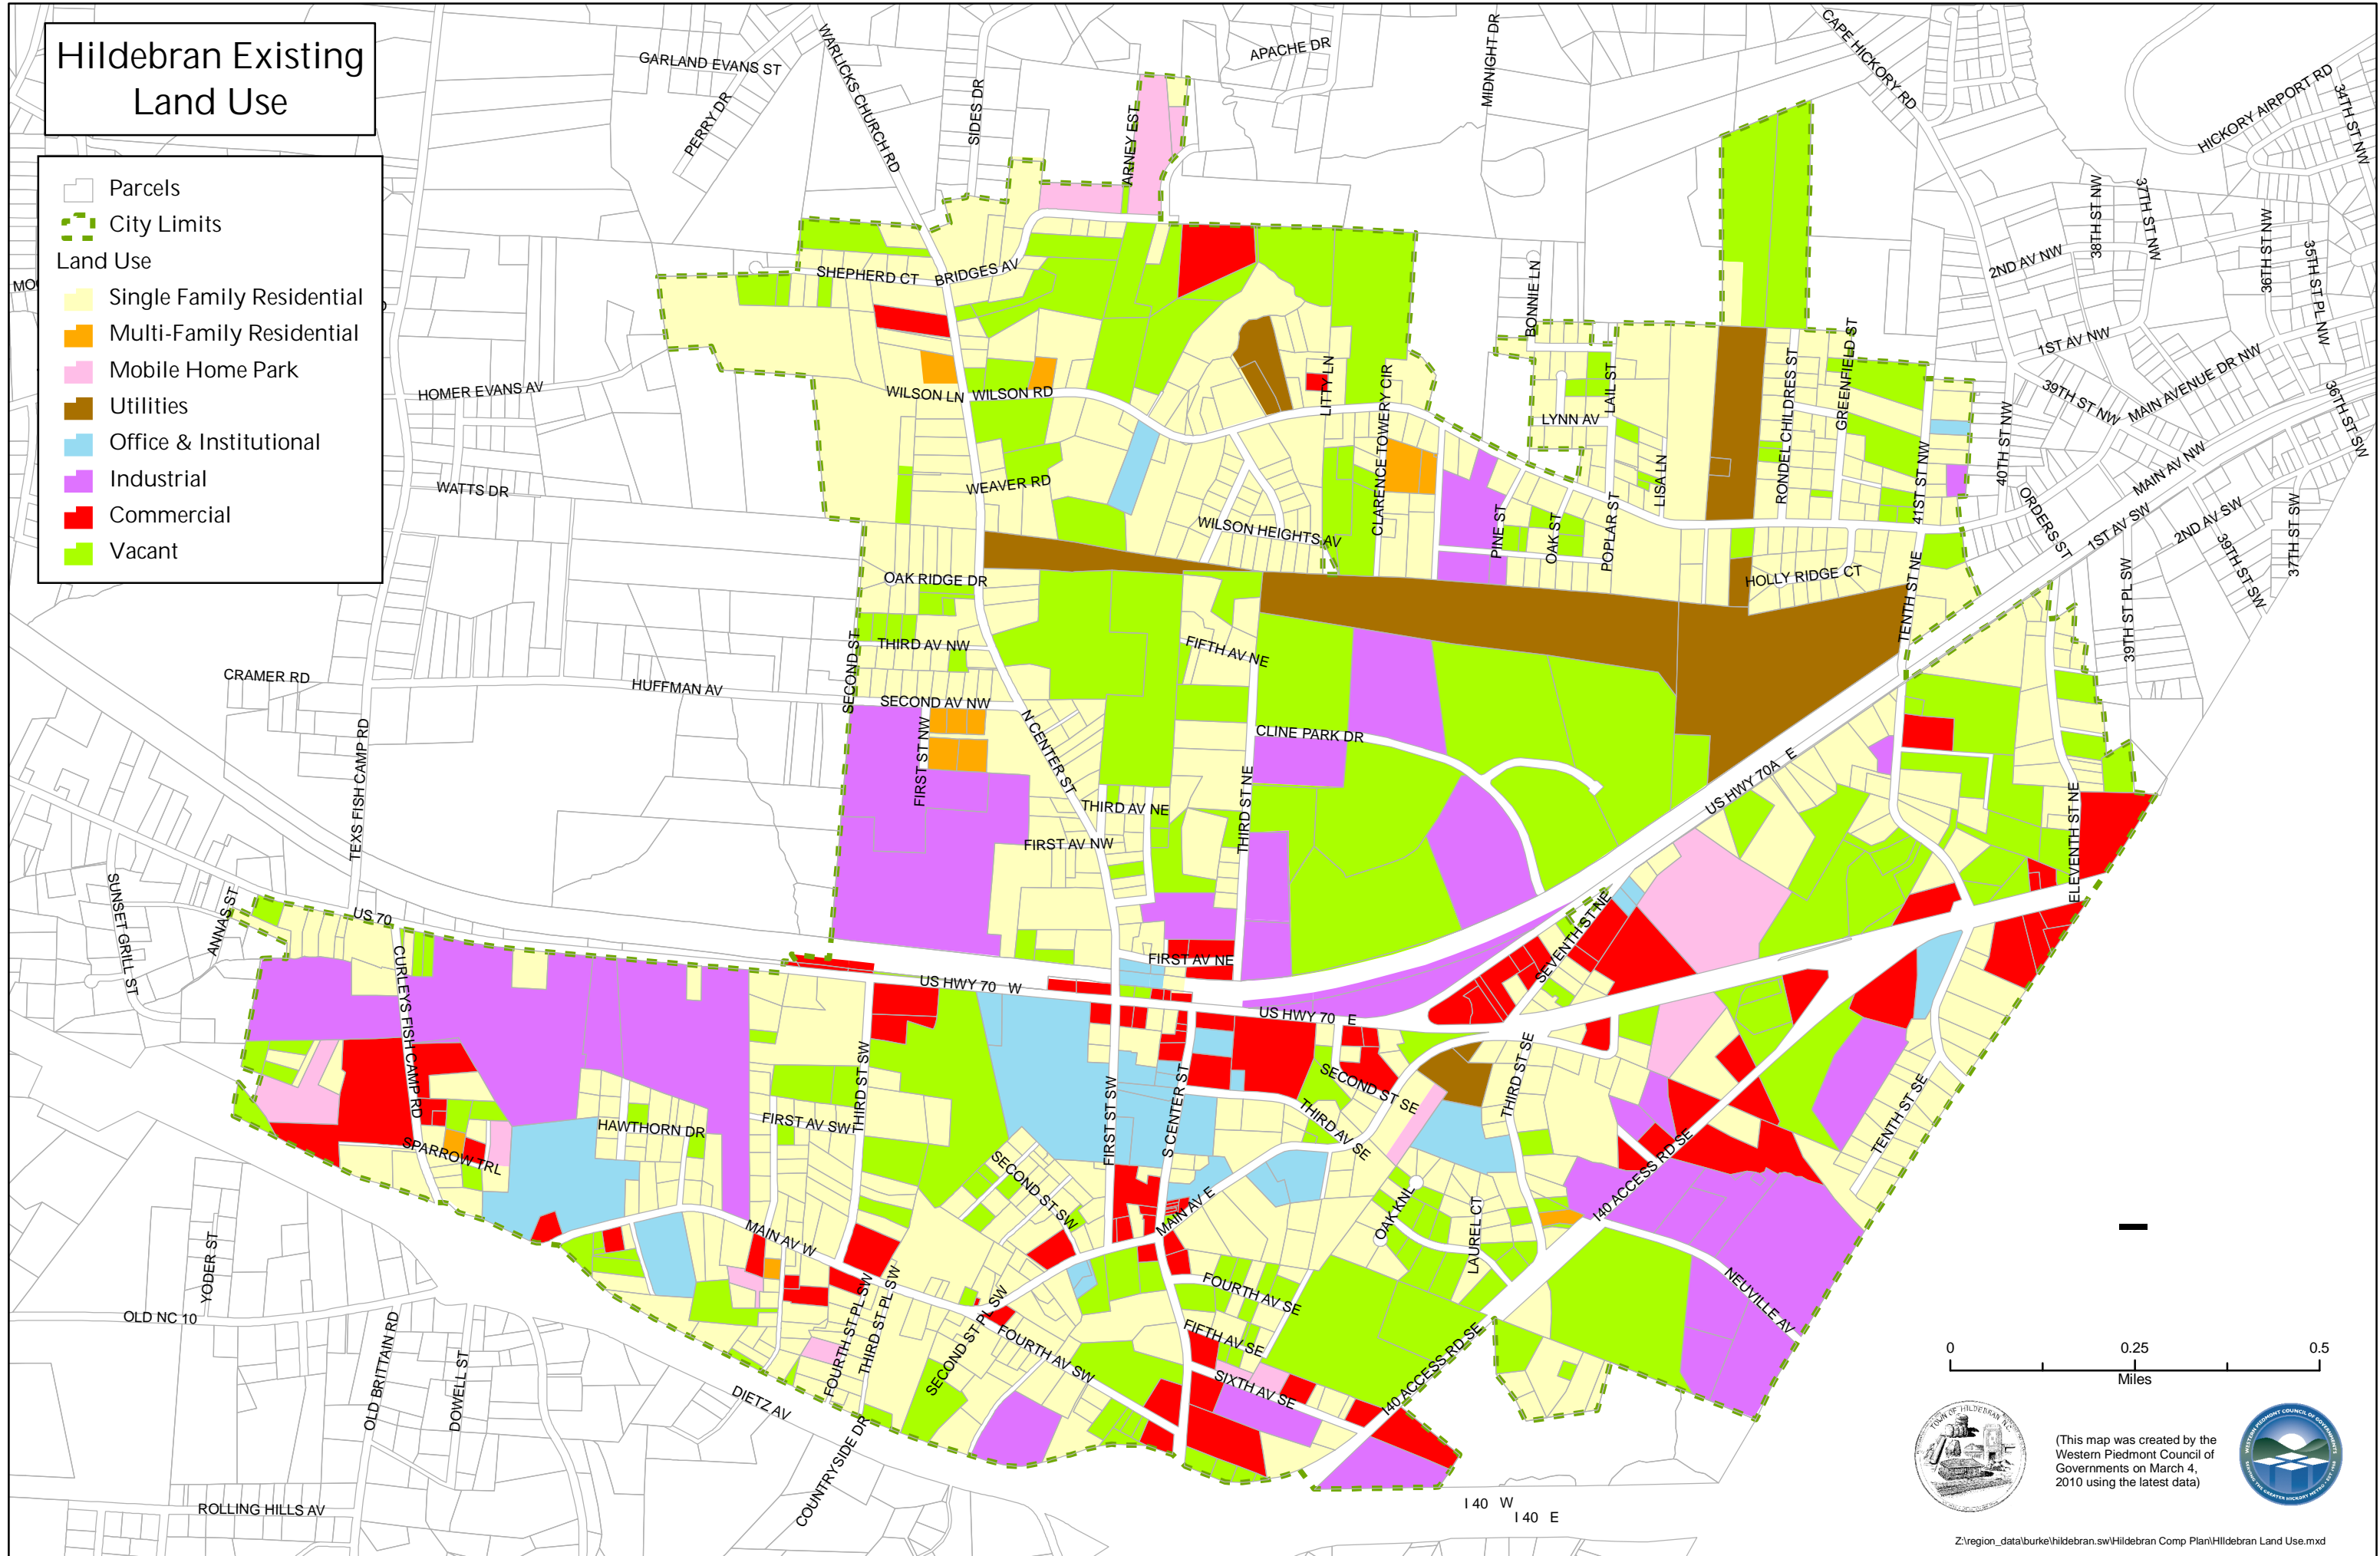 Hildebran Existing
Land Use
Parcels
City Limits
Land Use
Single Family Residential
Multi-Family Residential
Mobile Home Park
Utilities
Office & Institutional
Industrial
Commercial
Vacant
GARLAND EVANS ST
PERRY DR
WARLICKS CHURCH RD
SIDES DR
ARNEY EST
APACHE DR
MIDNIGHT DR
CAPE HICKORY RD
HICKORY AIRPORT RD
34TH ST NW
38TH ST NW
37TH ST NW
36TH ST NW
35TH ST PL NW
2ND AV NW
1ST AV NW
39TH ST NW
MAIN AVENUE DR NW
36TH ST SW
MAIN AV NW
40TH ST NW
ORDERS ST
1ST AV SW
2ND AV SW
39TH ST SW
37TH ST SW
39TH ST PL SW
SHEPHERD CT
BRIDGES AV
BONNIE LN
HOMER EVANS AV
WILSON LN
WILSON RD
LITTY LN
CLARENCE TOWERY CIR
LYNN AV
LAIL ST
LISA LN
RONDEL CHILDRES ST
GREENFIELD ST
41ST ST NW
WATTS DR
WEAVER RD
WILSON HEIGHTS AV
PINE ST
OAK ST
POPLAR ST
HOLLY RIDGE CT
TENTH ST NE
OAK RIDGE DR
SECOND ST
THIRD AV NW
FIFTH AV NE
CRAMER RD
HUFFMAN AV
SECOND AV NW
TEXS FISH CAMP RD
FIRST ST NW
N CENTER ST
CLINE PARK DR
THIRD ST NE
THIRD AV NE
FIRST AV NW
US HWY 70A E
ELEVENTH ST NE
SUNSET GRILL ST
ANNAS ST
US 70
CURLEYS FISH CAMP RD
FIRST AV NE
US HWY 70 W
US HWY 70 E
SEVENTH ST NE
THIRD ST SW
FIRST ST SW
S CENTER ST
SECOND ST SE
THIRD AV SE
THIRD ST SE
TENTH ST SE
HAWTHORN DR
FIRST AV SW
SPARROW TRL
SECOND ST SW
MAIN AV E
MAIN AV W
OAK KNL
LAUREL CT
I40 ACCESS RD SE
NEUVILLE AV
YODER ST
OLD NC 10
OLD BRITTAIN RD
DOWELL ST
DIETZ AV
COUNTRYSIDE DR
FOURTH ST PL SW
THIRD ST PL SW
SECOND ST PL SW
FOURTH AV SW
FOURTH AV SE
FIFTH AV SE
SIXTH AV SE
I40 ACCESS RD SE
ROLLING HILLS AV
I 40 W
I 40 E
0 0.25 0.5
Miles
TOWN OF HILDEBRAN NC
(This map was created by the
Western Piedmont Council of
Governments on March 4,
2010 using the latest data)
WESTERN PIEDMONT COUNCIL OF GOVERNMENTS
Z:\region_data\burke\hildebran.sw\Hildebran Comp Plan\HIldebran Land Use.mxd